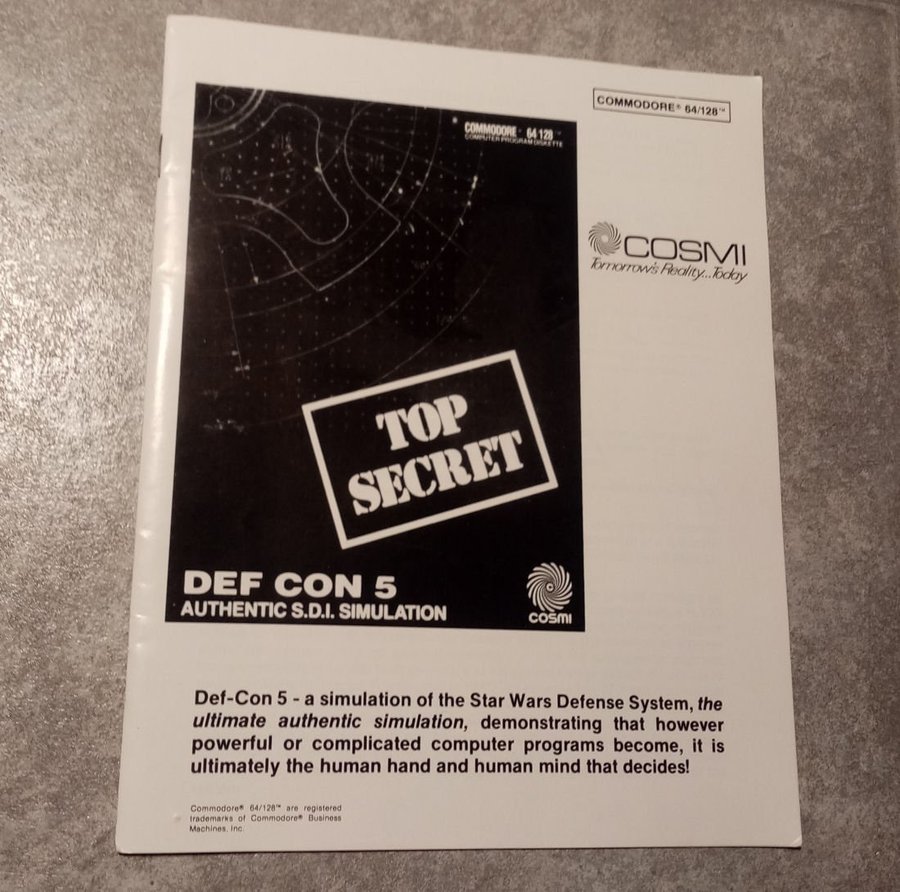 COMMODORE® 64/128™
COMMODORE® 64 128™
COMPUTER PROGRAM DISKETTE
COSMI
Tomorrow's Reality...Today
TOP
SECRET
DEF CON 5
AUTHENTIC S.D.I. SIMULATION
COSMI
Def-Con 5 - a simulation of the Star Wars Defense System, the
ultimate authentic simulation, demonstrating that however
powerful or complicated computer programs become, it is
ultimately the human hand and human mind that decides!
Commodore® 64/128™ are registered
trademarks of Commodore® Business
Machines, Inc.